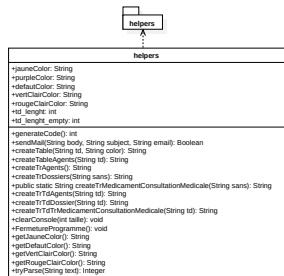 helpers
helpers
+jauneColor: String
+purpleColor: String
+defautColor: String
+vertClairColor: String
+rougeClairColor: String
+td_lenght: int
+td_lenght_empty: int
+generateCode(): int
+sendMail(String body, String subject, String email): Boolean
+createTable(String td, String color): String
+createTableAgents(String td): String
+createTrAgents(): String
+createTrDossiers(String sans): String
+public static String createTrMedicamentConsultationMedicale(String sans): String
+createTrTdAgents(String td): String
+createTrTdDossier(String td): String
+createTrTdTrMedicamentConsultationMedicale(String td): String
+clearConsole(int taille): void
+FermetureProgramme(): void
+getJauneColor(): String
+getDefautColor(): String
+getVertClairColor(): String
+getRougeClairColor(): String
+tryParse(String text): Integer